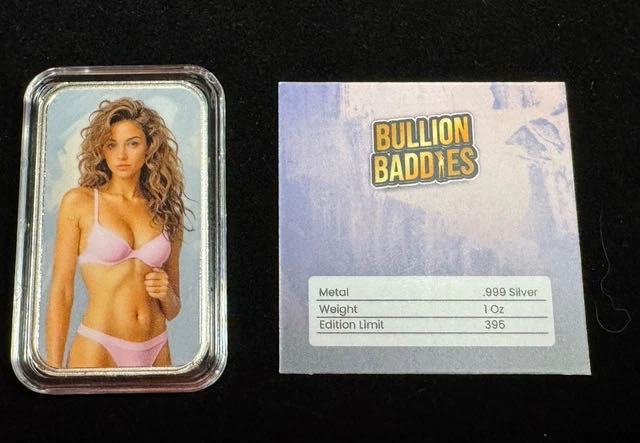 BULLION
BADDIES
Metal .999 Silver
Weight 1 Oz
Edition Limit 395